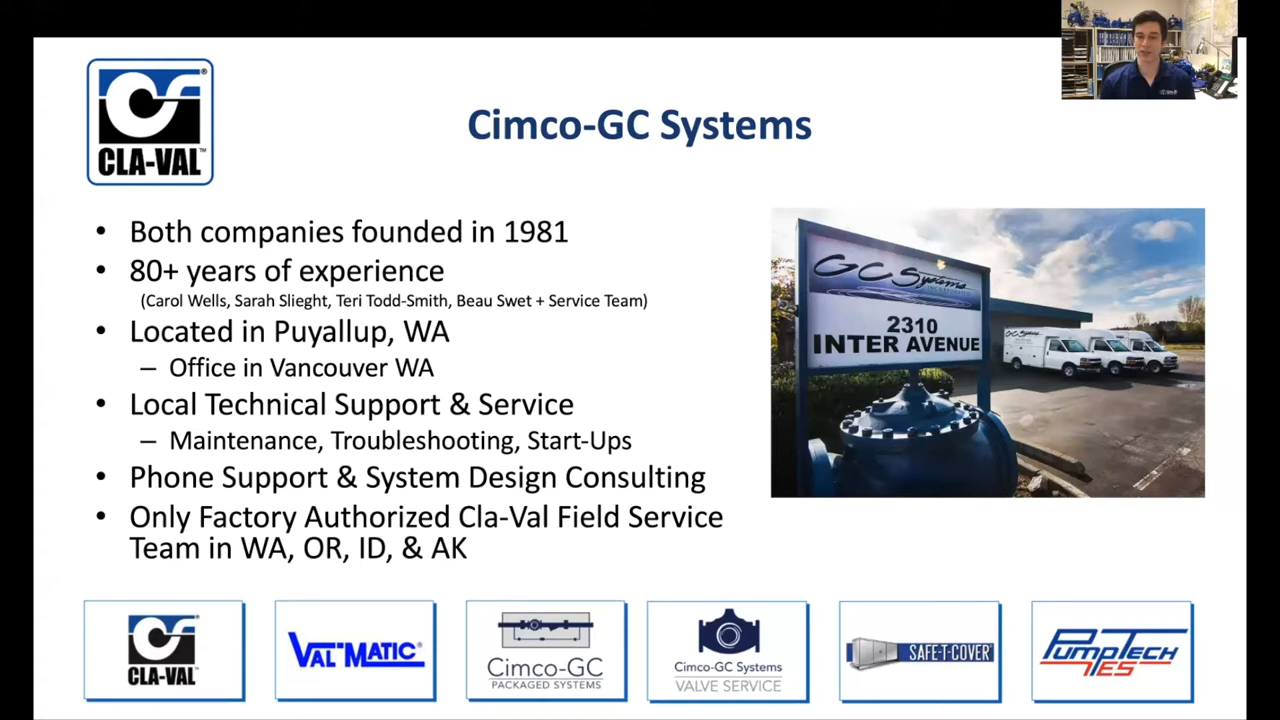 CLA-VAL
Cimco-GC Systems
• Both companies founded in 1981
• 80+ years of experience
(Carol Wells, Sarah Slieght, Teri Todd-Smith, Beau Swet + Service Team)
• Located in Puyallup, WA
– Office in Vancouver WA
• Local Technical Support & Service
– Maintenance, Troubleshooting, Start-Ups
• Phone Support & System Design Consulting
• Only Factory Authorized Cla-Val Field Service
Team in WA, OR, ID, & AK
GC Systems
2310
INTER AVENUE
GC Systems
CLA-VAL
VAL-MATIC®
Cimco-GC
PACKAGED SYSTEMS
Cimco-GC Systems
VALVE SERVICE
SAFE-T-COVER
PUMPTECH
TES